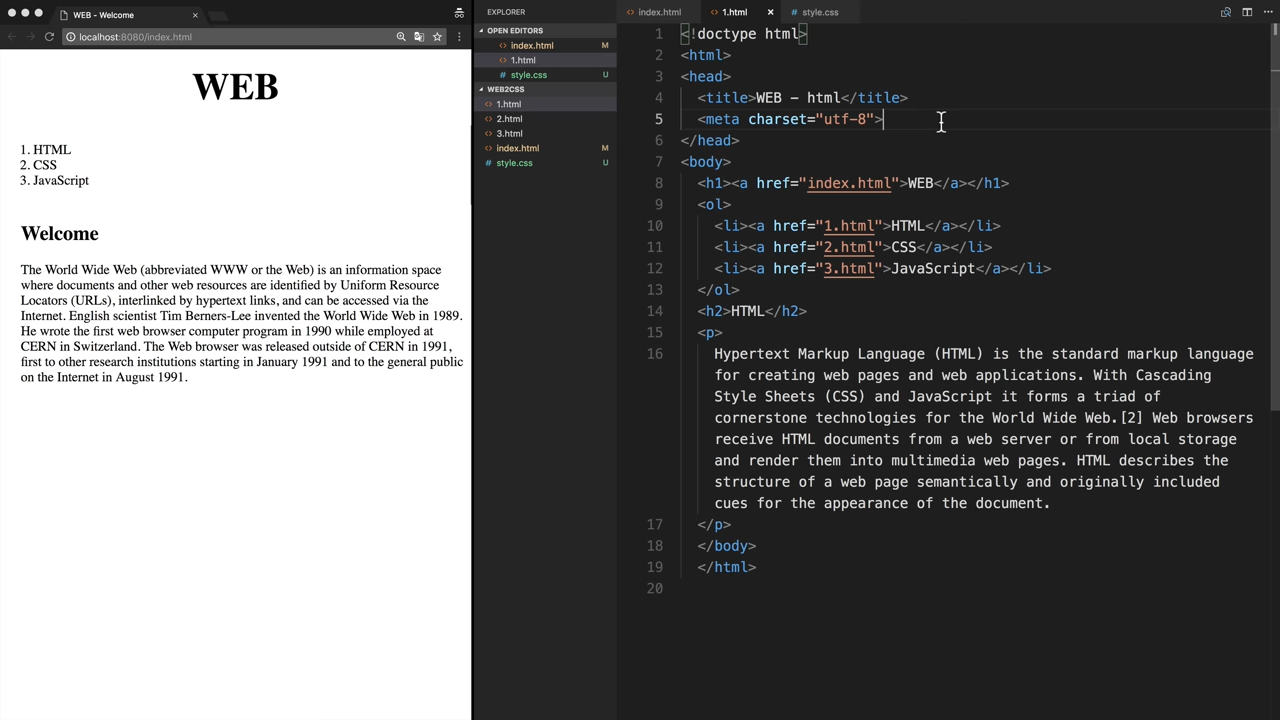 WEB - Welcome
localhost:8080/index.html
WEB
1. HTML
2. CSS
3. JavaScript
Welcome
The World Wide Web (abbreviated WWW or the Web) is an information space
where documents and other web resources are identified by Uniform Resource
Locators (URLs), interlinked by hypertext links, and can be accessed via the
Internet. English scientist Tim Berners-Lee invented the World Wide Web in 1989.
He wrote the first web browser computer program in 1990 while employed at
CERN in Switzerland. The Web browser was released outside of CERN in 1991,
first to other research institutions starting in January 1991 and to the general public
on the Internet in August 1991.
EXPLORER
OPEN EDITORS
index.html M
1.html
style.css U
WEB2CSS
1.html
2.html
3.html
index.html M
style.css U
index.html 1.html style.css
1 <!doctype html>
2 <html>
3 <head>
4 <title>WEB - html</title>
5 <meta charset="utf-8">
6 </head>
7 <body>
8 <h1><a href="index.html">WEB</a></h1>
9 <ol>
10 <li><a href="1.html">HTML</a></li>
11 <li><a href="2.html">CSS</a></li>
12 <li><a href="3.html">JavaScript</a></li>
13 </ol>
14 <h2>HTML</h2>
15 <p>
16 Hypertext Markup Language (HTML) is the standard markup language
for creating web pages and web applications. With Cascading
Style Sheets (CSS) and JavaScript it forms a triad of
cornerstone technologies for the World Wide Web.[2] Web browsers
receive HTML documents from a web server or from local storage
and render them into multimedia web pages. HTML describes the
structure of a web page semantically and originally included
cues for the appearance of the document.
17 </p>
18 </body>
19 </html>
20